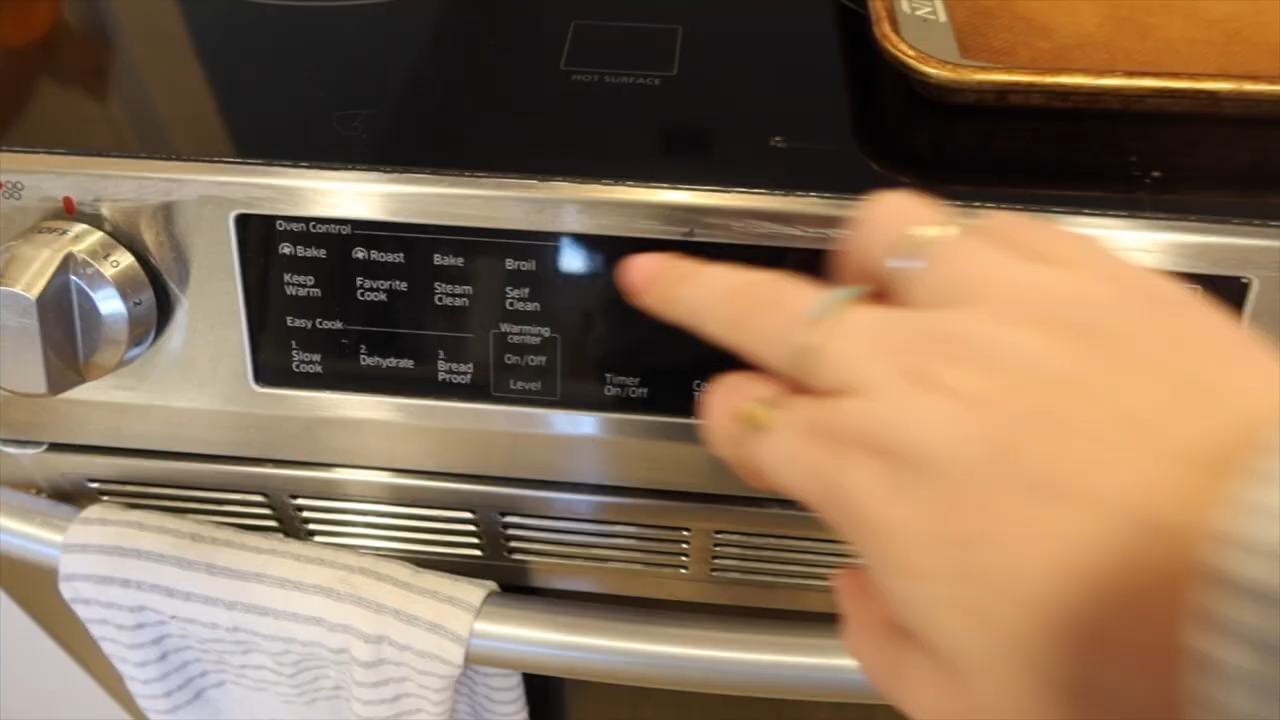 HOT SURFACE
OFF
LO
2
Oven Control
Bake
Roast
Bake
Broil
Keep
Warm
Favorite
Cook
Steam
Clean
Self
Clean
Easy Cook
1.
Slow
Cook
2.
Dehydrate
3.
Bread
Proof
Warming
center
On/Off
Level
Timer
On/Off